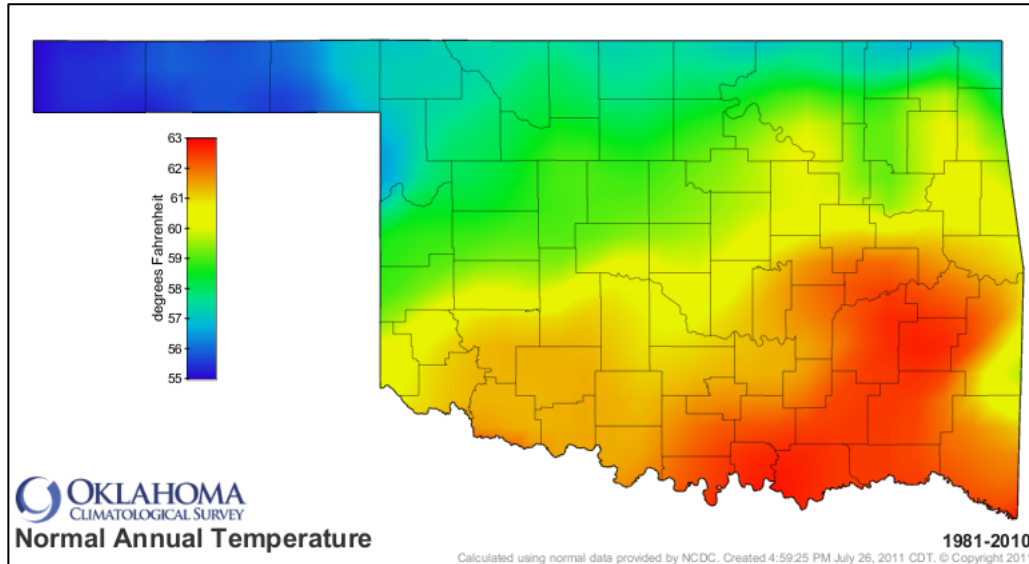 degrees Fahrenheit
63
61
60
59
58
57
56
55
OKLAHOMA
CLIMATOLOGICAL SURVEY
Normal Annual Temperature
1981-2010
Calculated using normal data provided by NCDC. Created 4:59:25 PM July 26, 2011 CDT. © Copyright 2011